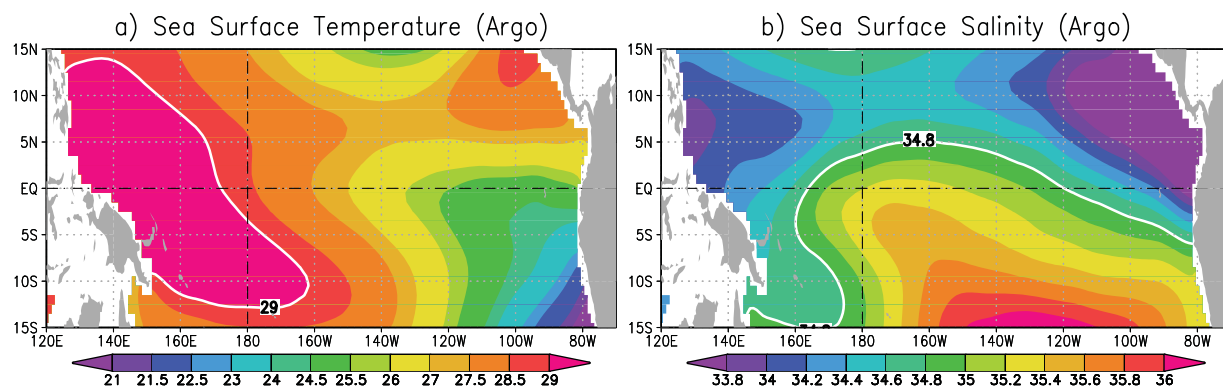 a) Sea Surface Temperature (Argo)
b) Sea Surface Salinity (Argo)
15N
10N
5N
EQ
5S
10S
15S
29
120E 140E 160E 180 160W 140W 120W 100W 80W
21 21.5 22.5 23 24 24.5 25.5 26 27 27.5 28.5 29
15N
10N
5N
EQ
5S
10S
15S
34.8
120E 140E 160E 180 160W 140W 120W 100W 80W
33.8 34 34.2 34.4 34.6 34.8 35 35.2 35.4 35.6 35.8 36